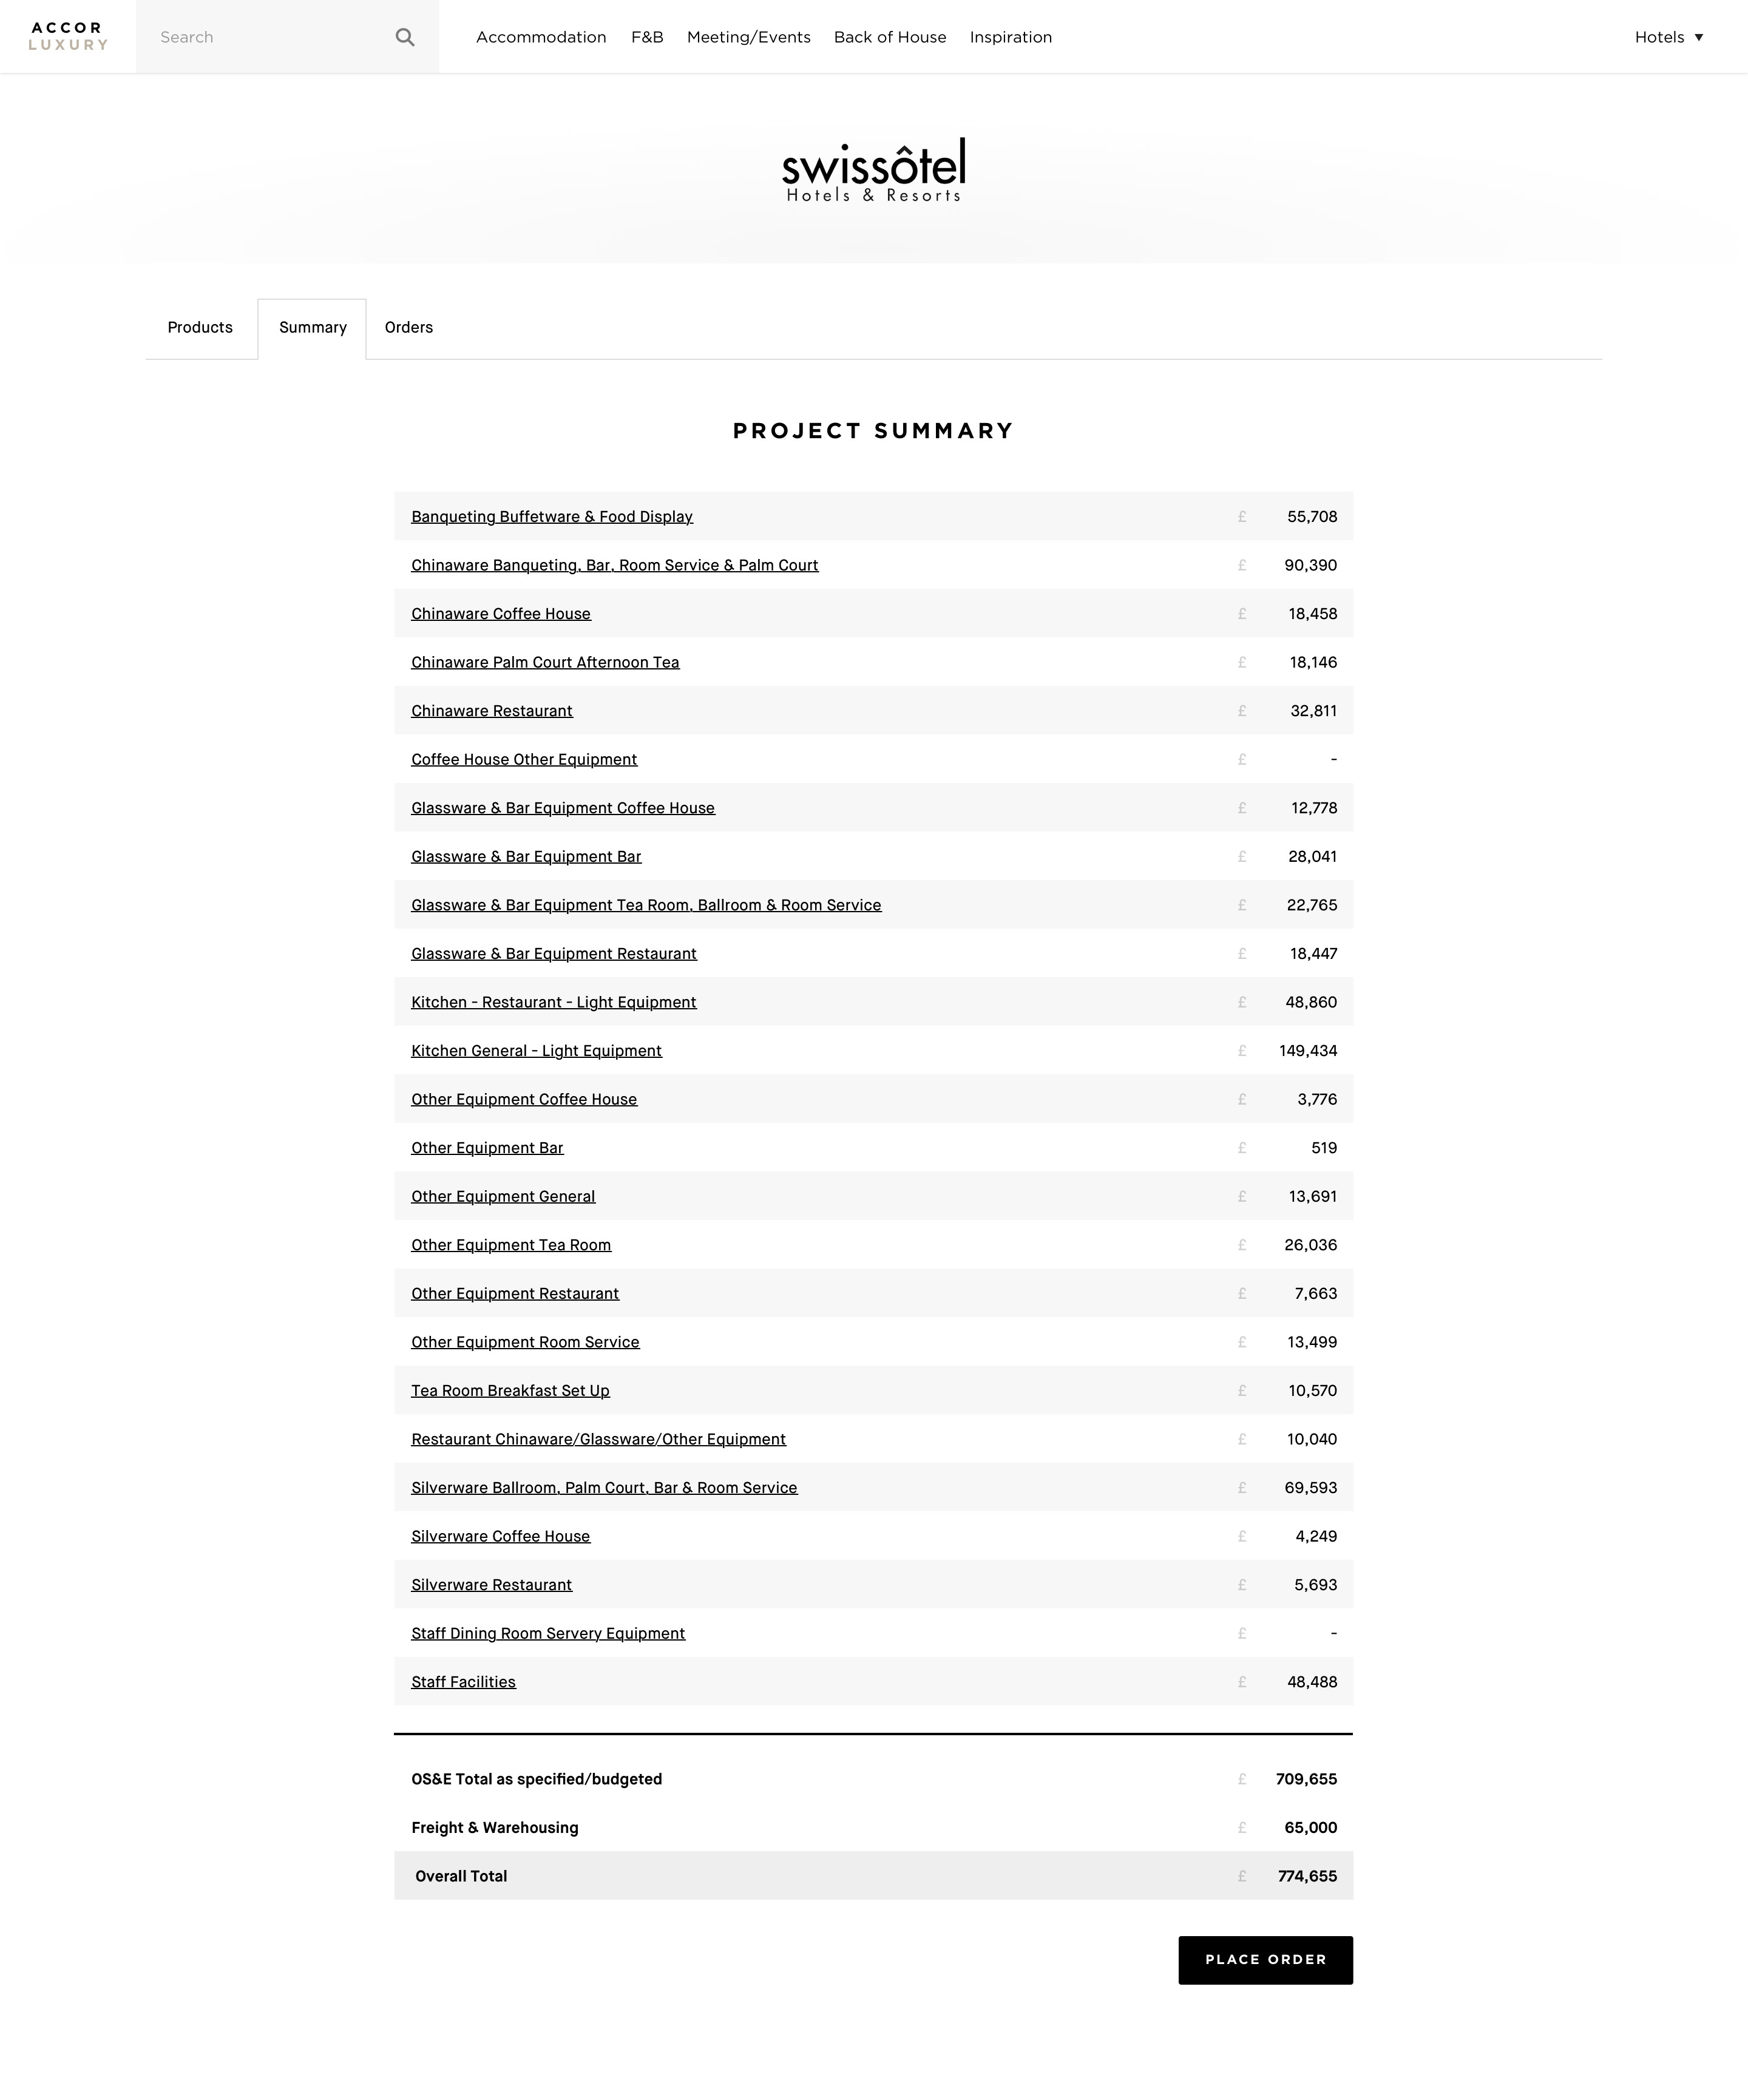 ACCOR
LUXURY
Search
Accommodation F&B Meeting/Events Back of House Inspiration
Hotels ▼
swissôtel
Hotels & Resorts
Products Summary Orders
PROJECT SUMMARY
Banqueting Buffetware & Food Display £ 55,708
Chinaware Banqueting, Bar, Room Service & Palm Court £ 90,390
Chinaware Coffee House £ 18,458
Chinaware Palm Court Afternoon Tea £ 18,146
Chinaware Restaurant £ 32,811
Coffee House Other Equipment £ -
Glassware & Bar Equipment Coffee House £ 12,778
Glassware & Bar Equipment Bar £ 28,041
Glassware & Bar Equipment Tea Room, Ballroom & Room Service £ 22,765
Glassware & Bar Equipment Restaurant £ 18,447
Kitchen - Restaurant - Light Equipment £ 48,860
Kitchen General - Light Equipment £ 149,434
Other Equipment Coffee House £ 3,776
Other Equipment Bar £ 519
Other Equipment General £ 13,691
Other Equipment Tea Room £ 26,036
Other Equipment Restaurant £ 7,663
Other Equipment Room Service £ 13,499
Tea Room Breakfast Set Up £ 10,570
Restaurant Chinaware/Glassware/Other Equipment £ 10,040
Silverware Ballroom, Palm Court, Bar & Room Service £ 69,593
Silverware Coffee House £ 4,249
Silverware Restaurant £ 5,693
Staff Dining Room Servery Equipment £ -
Staff Facilities £ 48,488
OS&E Total as specified/budgeted £ 709,655
Freight & Warehousing £ 65,000
Overall Total £ 774,655
PLACE ORDER